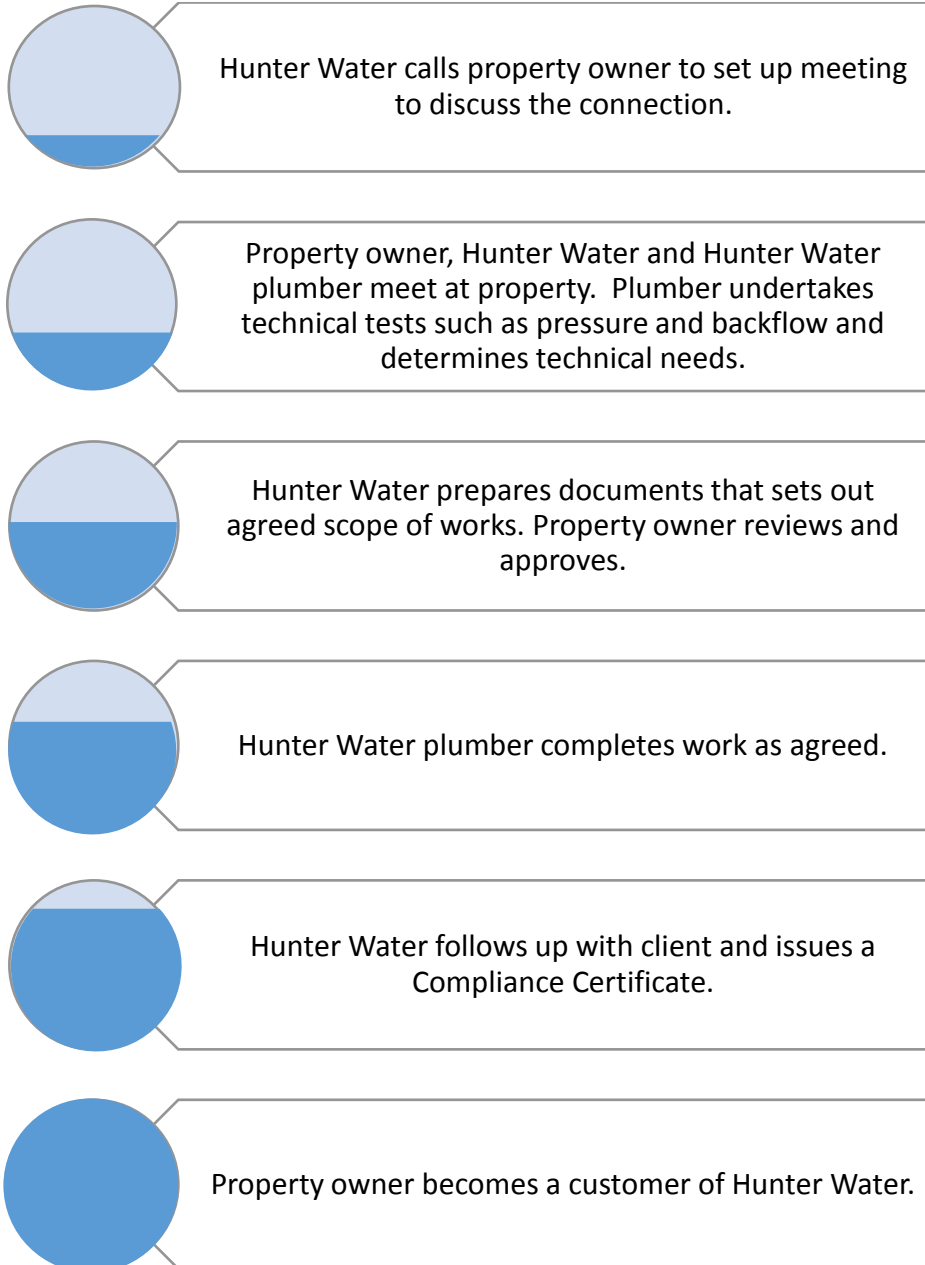 Hunter Water calls property owner to set up meeting
to discuss the connection.
Property owner, Hunter Water and Hunter Water
plumber meet at property.  Plumber undertakes
technical tests such as pressure and backflow and
determines technical needs.
Hunter Water prepares documents that sets out
agreed scope of works. Property owner reviews and
approves.
Hunter Water plumber completes work as agreed.
Hunter Water follows up with client and issues a
Compliance Certificate.
Property owner becomes a customer of Hunter Water.